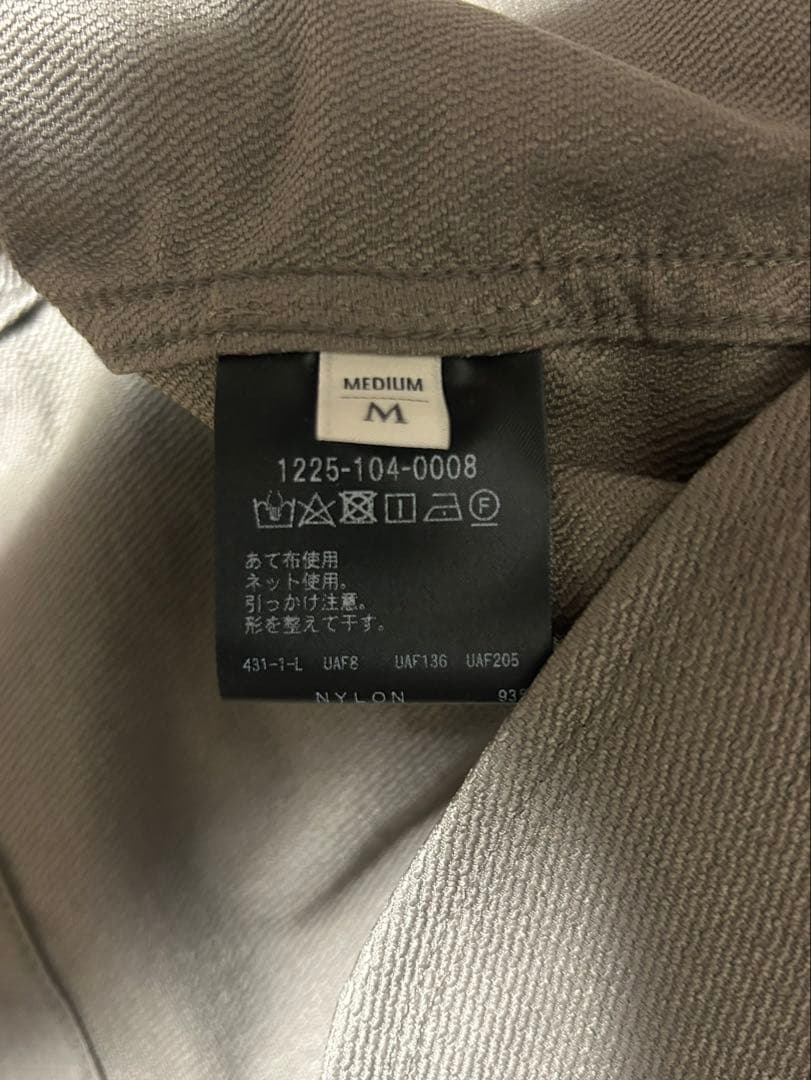 MEDIUM
M
1225-104-0008
F
あて布使用
ネット使用。
引っかけ注意。
形を整えて干す。
431-1-L UAF8 UAF136 UAF205
NYLON 93